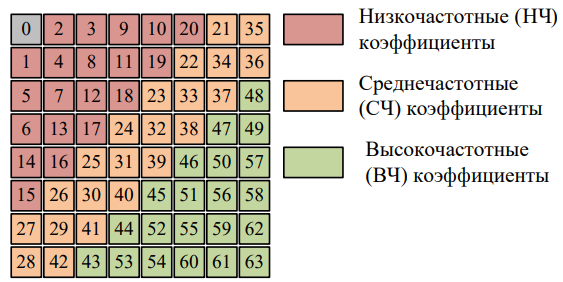 0 2 3 9 10 20 21 35
1 4 8 11 19 22 34 36
5 7 12 18 23 33 37 48
6 13 17 24 32 38 47 49
14 16 25 31 39 46 50 57
15 26 30 40 45 51 56 58
27 29 41 44 52 55 59 62
28 42 43 53 54 60 61 63
Низкочастотные (НЧ)
коэффициенты
Среднечастотные
(СЧ) коэффициенты
Высокочастотные
(ВЧ) коэффициенты